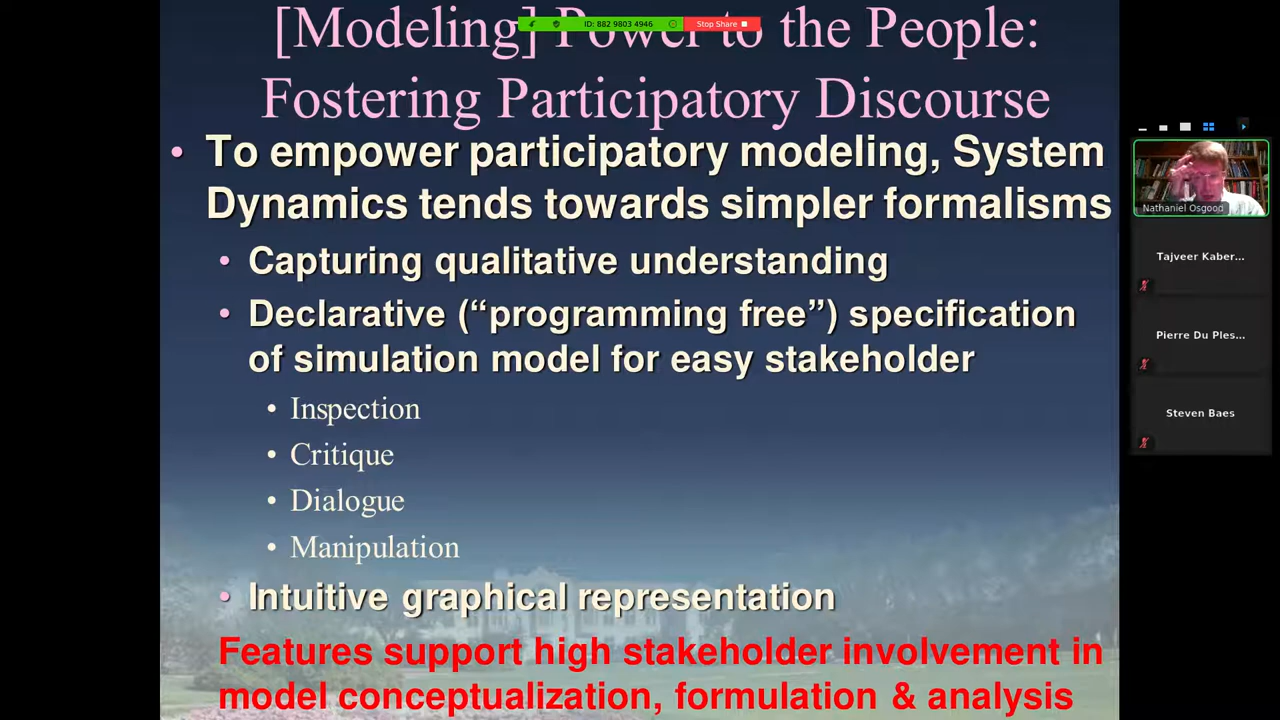 [Modeling] Power to the People:
ID: 882 9803 4946
Stop Share
Fostering Participatory Discourse
• To empower participatory modeling, System
Dynamics tends towards simpler formalisms
• Capturing qualitative understanding
• Declarative (“programming free”) specification
of simulation model for easy stakeholder
• Inspection
• Critique
• Dialogue
• Manipulation
• Intuitive graphical representation
Features support high stakeholder involvement in
model conceptualization, formulation & analysis
Nathaniel Osgood
Tajveer Kaber...
Pierre Du Ples...
Steven Baes